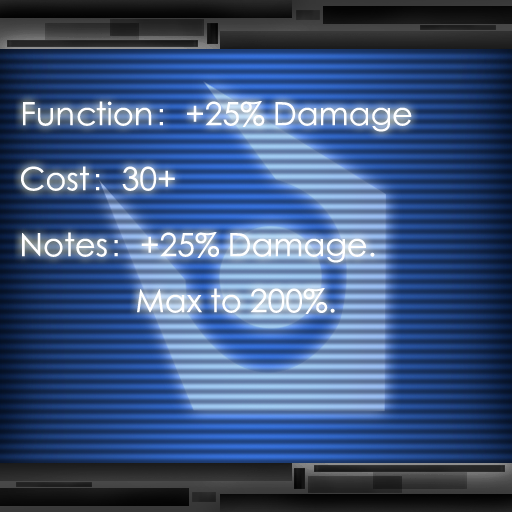 Function: +25% Damage
Cost: 30+
Notes: +25% Damage.
Max to 200%.